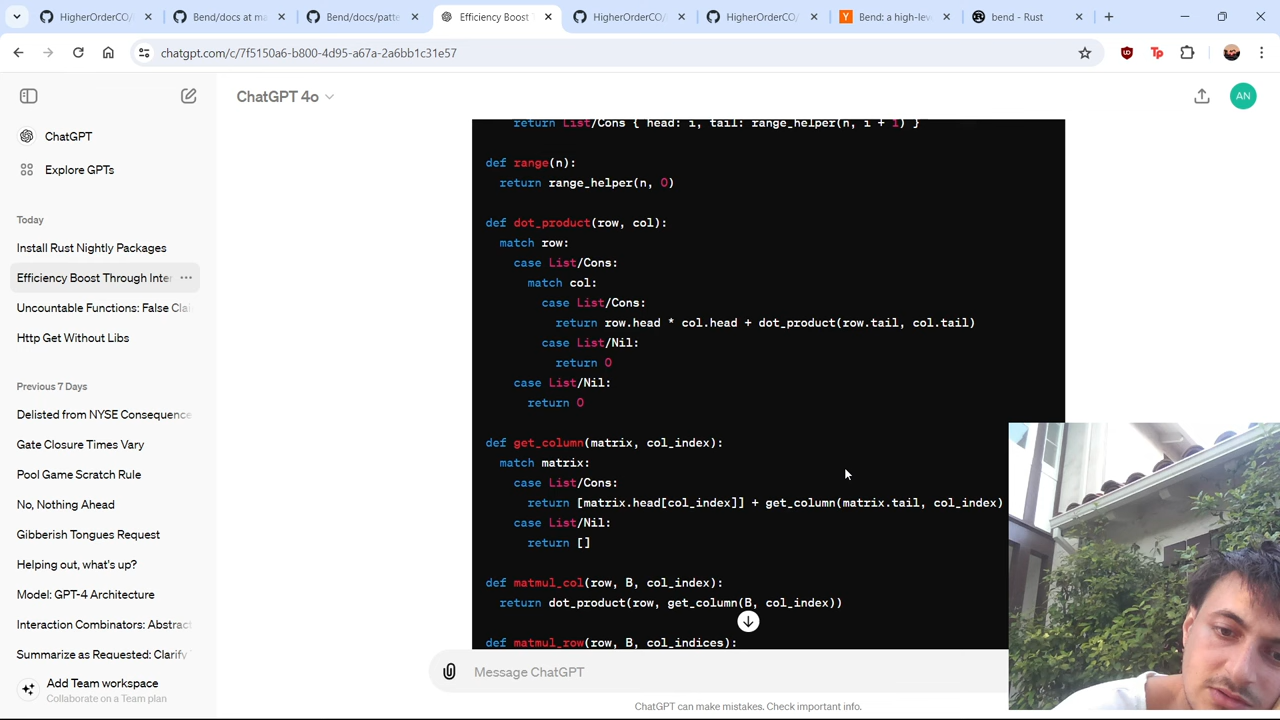 HigherOrderCO/
Bend/docs at ma
Bend/docs/patte
Efficiency Boost T
HigherOrderCO/
HigherOrderCO/
Bend: a high-lev
bend - Rust
chatgpt.com/c/7f5150a6-b800-4d95-a67a-2a6bb1c31e57
ChatGPT 4o
AN
ChatGPT
Explore GPTs
Today
Install Rust Nightly Packages
Efficiency Boost Through Inter
Uncountable Functions: False Clai
Http Get Without Libs
Previous 7 Days
Delisted from NYSE Consequence
Gate Closure Times Vary
Pool Game Scratch Rule
No, Nothing Ahead
Gibberish Tongues Request
Helping out, what's up?
Model: GPT-4 Architecture
Interaction Combinators: Abstract
Summarize as Requested: Clarify
Add Team workspace
Collaborate on a Team plan
return List/Cons { head: i, tail: range_helper(n, i + 1) }
def range(n):
return range_helper(n, 0)
def dot_product(row, col):
match row:
case List/Cons:
match col:
case List/Cons:
return row.head * col.head + dot_product(row.tail, col.tail)
case List/Nil:
return 0
case List/Nil:
return 0
def get_column(matrix, col_index):
match matrix:
case List/Cons:
return [matrix.head[col_index]] + get_column(matrix.tail, col_index)
case List/Nil:
return []
def matmul_col(row, B, col_index):
return dot_product(row, get_column(B, col_index))
def matmul_row(row, B, col_indices):
Message ChatGPT
ChatGPT can make mistakes. Check important info.